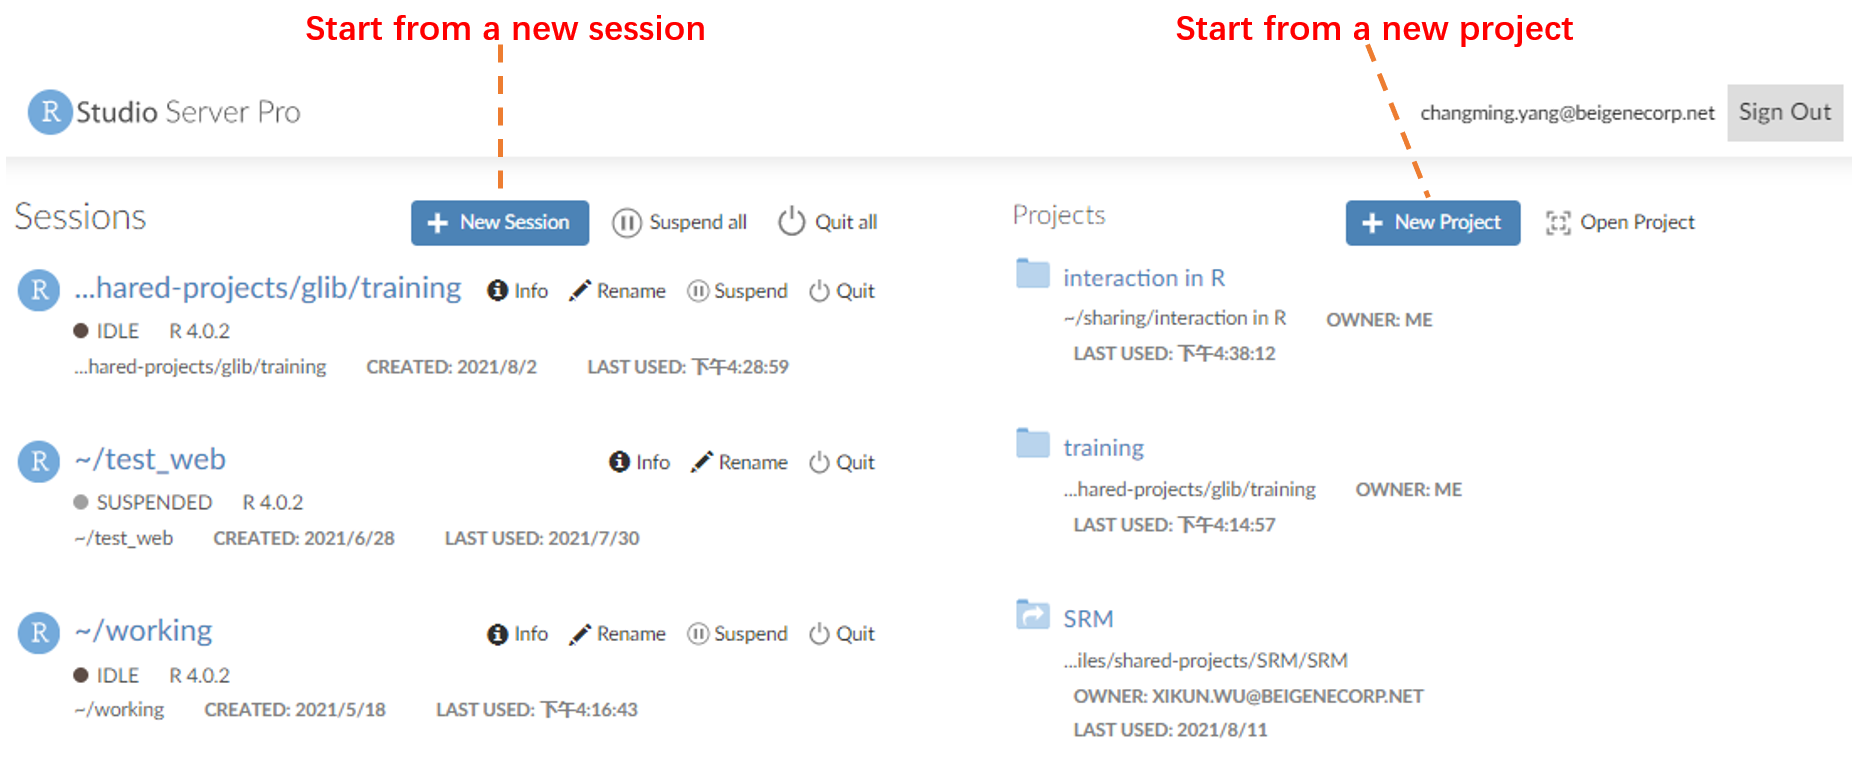 Start from a new session
Start from a new project
R Studio Server Pro
changming.yang@beigenecorp.net Sign Out
Sessions
New Session Suspend all Quit all
R ...hared-projects/glib/training Info Rename Suspend Quit
IDLE R 4.0.2
...hared-projects/glib/training CREATED: 2021/8/2 LAST USED: 下午4:28:59
R ~/test_web Info Rename Quit
SUSPENDED R 4.0.2
~/test_web CREATED: 2021/6/28 LAST USED: 2021/7/30
R ~/working Info Rename Suspend Quit
IDLE R 4.0.2
~/working CREATED: 2021/5/18 LAST USED: 下午4:16:43
Projects
New Project Open Project
interaction in R
~/sharing/interaction in R OWNER: ME
LAST USED: 下午4:38:12
training
...hared-projects/glib/training OWNER: ME
LAST USED: 下午4:14:57
SRM
...iles/shared-projects/SRM/SRM
OWNER: XIKUN.WU@BEIGENECORP.NET
LAST USED: 2021/8/11